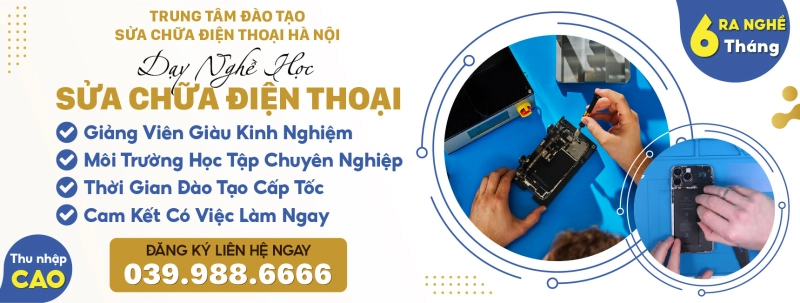 TRUNG TÂM ĐÀO TẠO
SỬA CHỮA ĐIỆN THOẠI HÀ NỘI
Dạy Nghề Học
SỬA CHỮA ĐIỆN THOẠI
Giảng Viên Giàu Kinh Nghiệm
Môi Trường Học Tập Chuyên Nghiệp
Thời Gian Đào Tạo Cấp Tốc
Cam Kết Có Việc Làm Ngay
Thu nhập
CAO
ĐĂNG KÝ LIÊN HỆ NGAY
039.988.6666
6 RA NGHỀ
Tháng